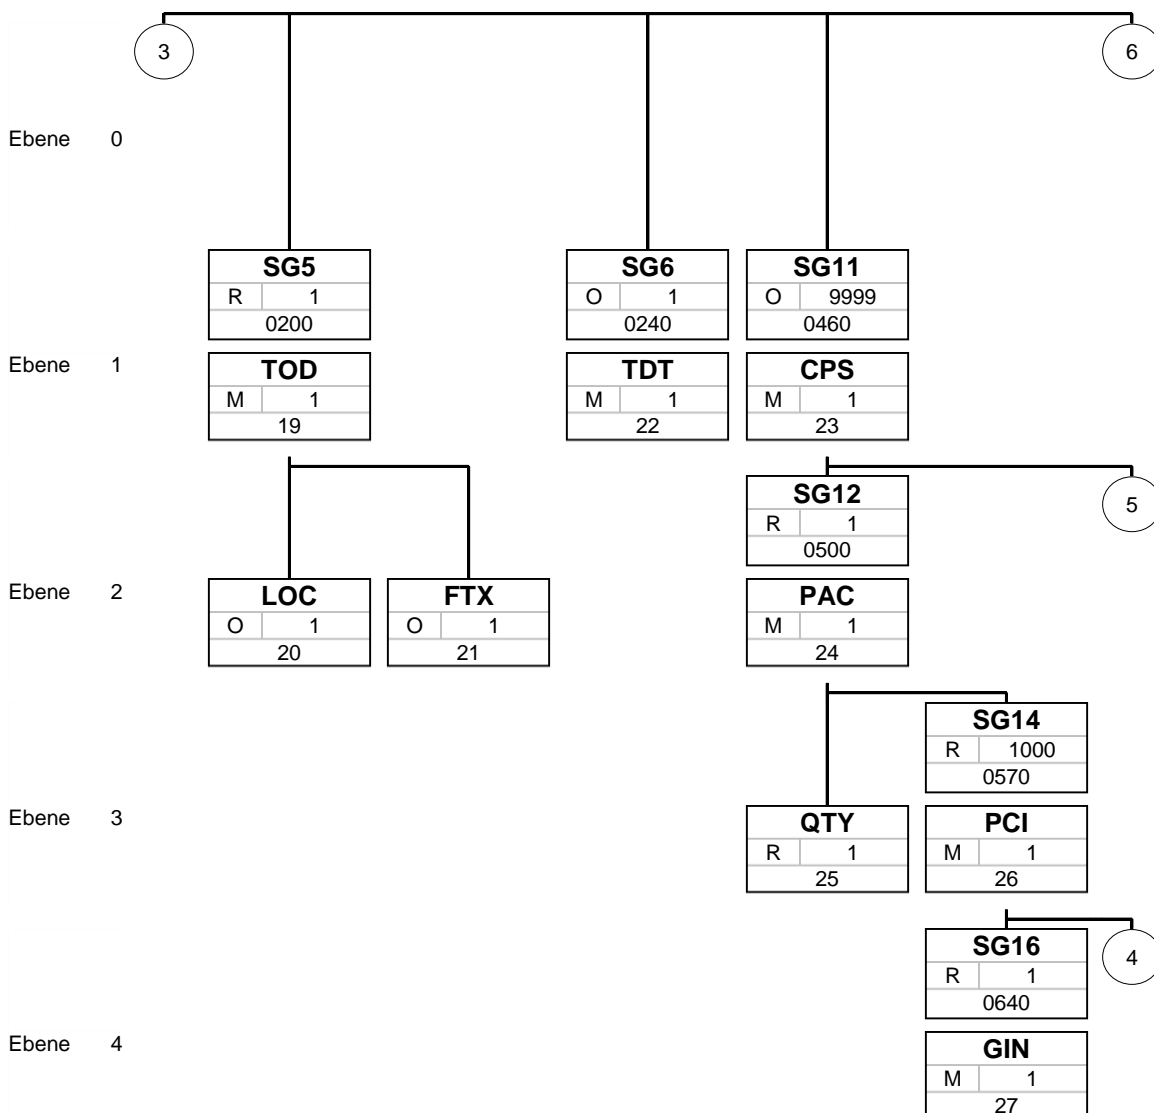 3 6
Ebene 0
SG5 SG6 SG11
R 1 O 1 O 9999
0200 0240 0460
Ebene 1 TOD TDT CPS
M 1 M 1 M 1
19 22 23
SG12 5
R 1
0500
Ebene 2 LOC FTX PAC
O 1 O 1 M 1
20 21 24
SG14
R 1000
0570
Ebene 3 QTY PCI
R 1 M 1
25 26
SG16 4
R 1
0640
Ebene 4 GIN
M 1
27